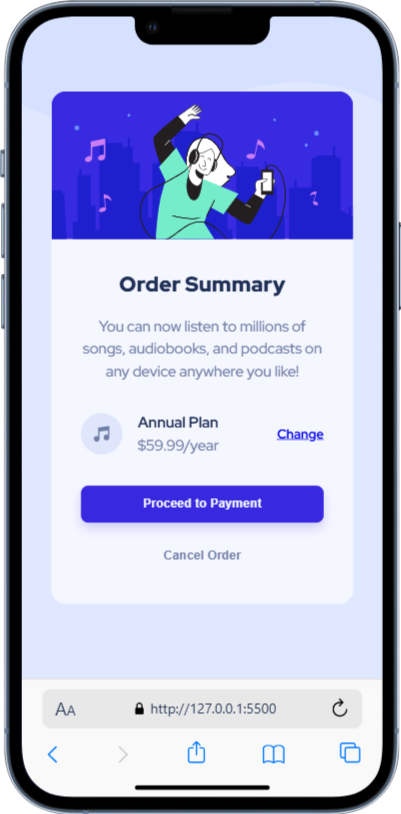 Order Summary
You can now listen to millions of
songs, audiobooks, and podcasts on
any device anywhere you like!
Annual Plan
$59.99/year
Change
Proceed to Payment
Cancel Order
AA
http://127.0.0.1:5500